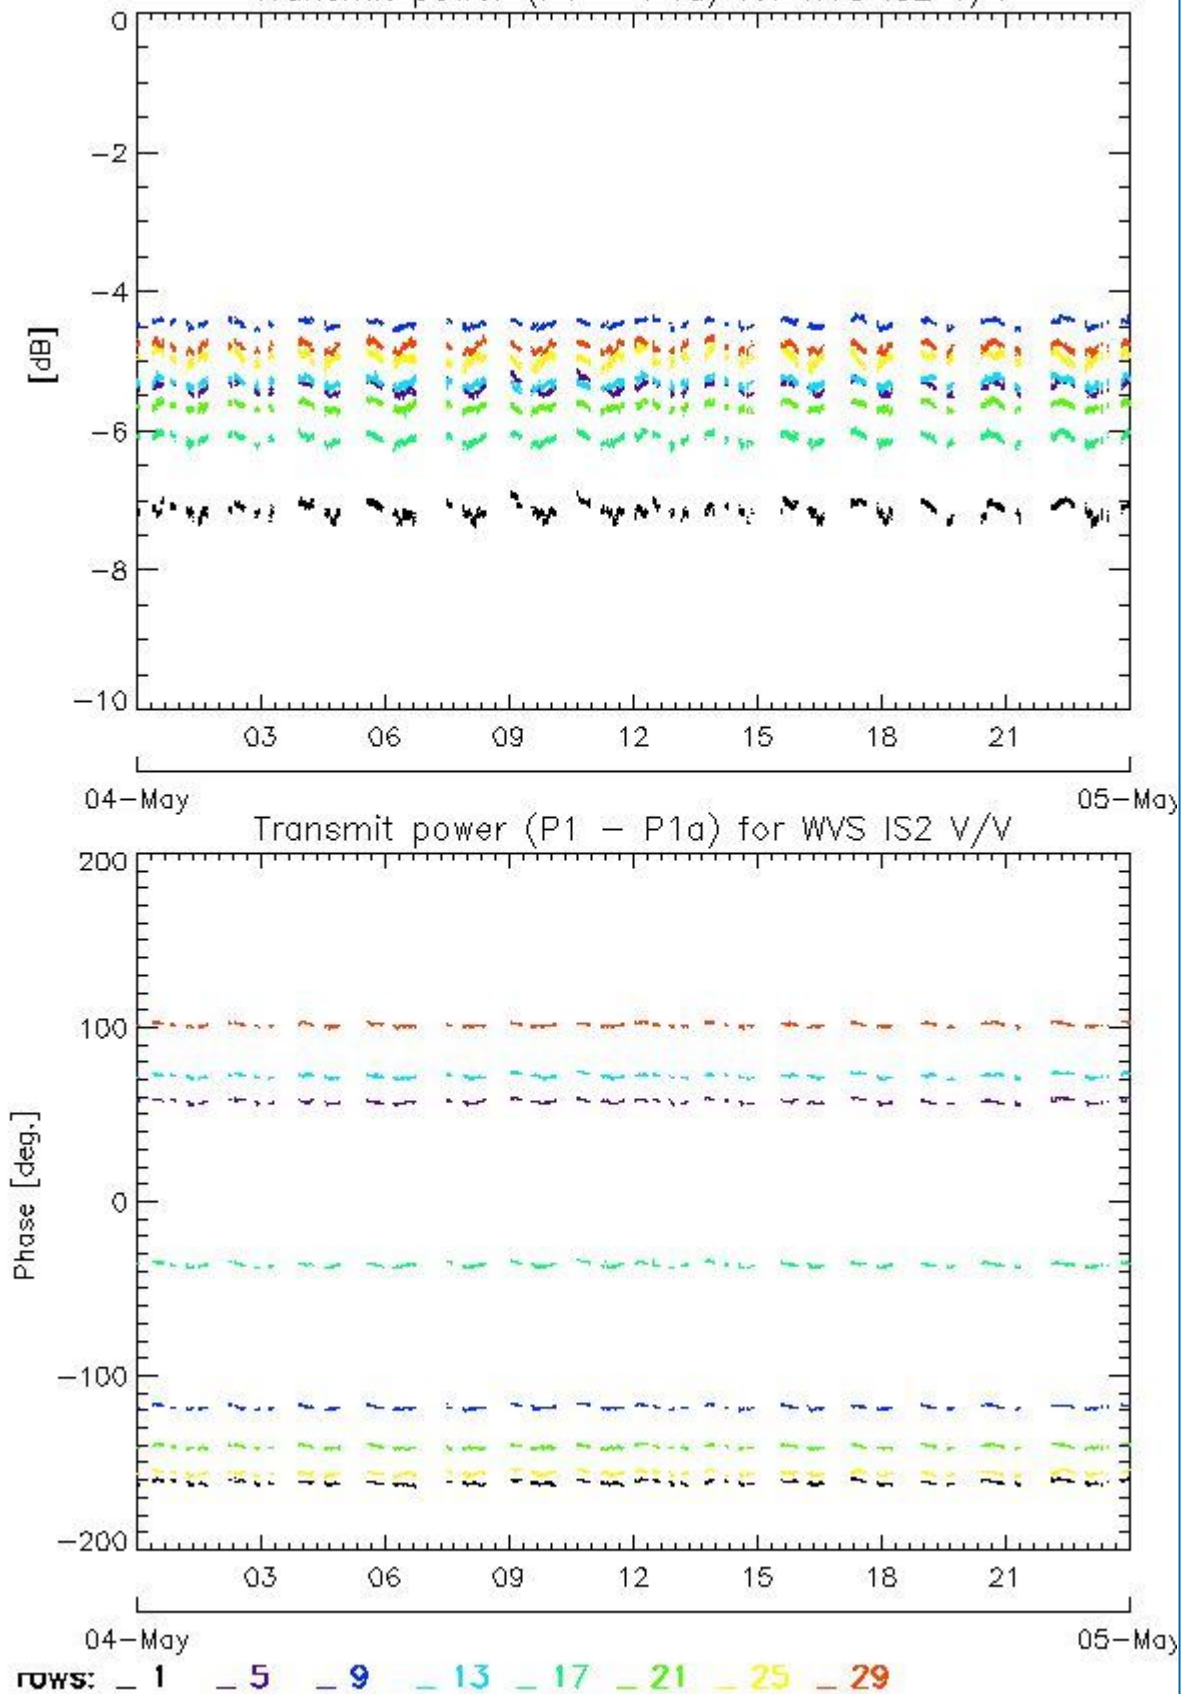 0
−2
−4
[dB]
−6
−8
−10
03 06 09 12 15 18 21
04−May 05−May
Transmit power (P1 − P1a) for WVS IS2 V/V
200
100
Phase [deg.]
0
−100
−200
03 06 09 12 15 18 21
04−May 05−May
rows: _ 1 _ 5 _ 9 _ 13 _ 17 _ 21 _ 25 _ 29